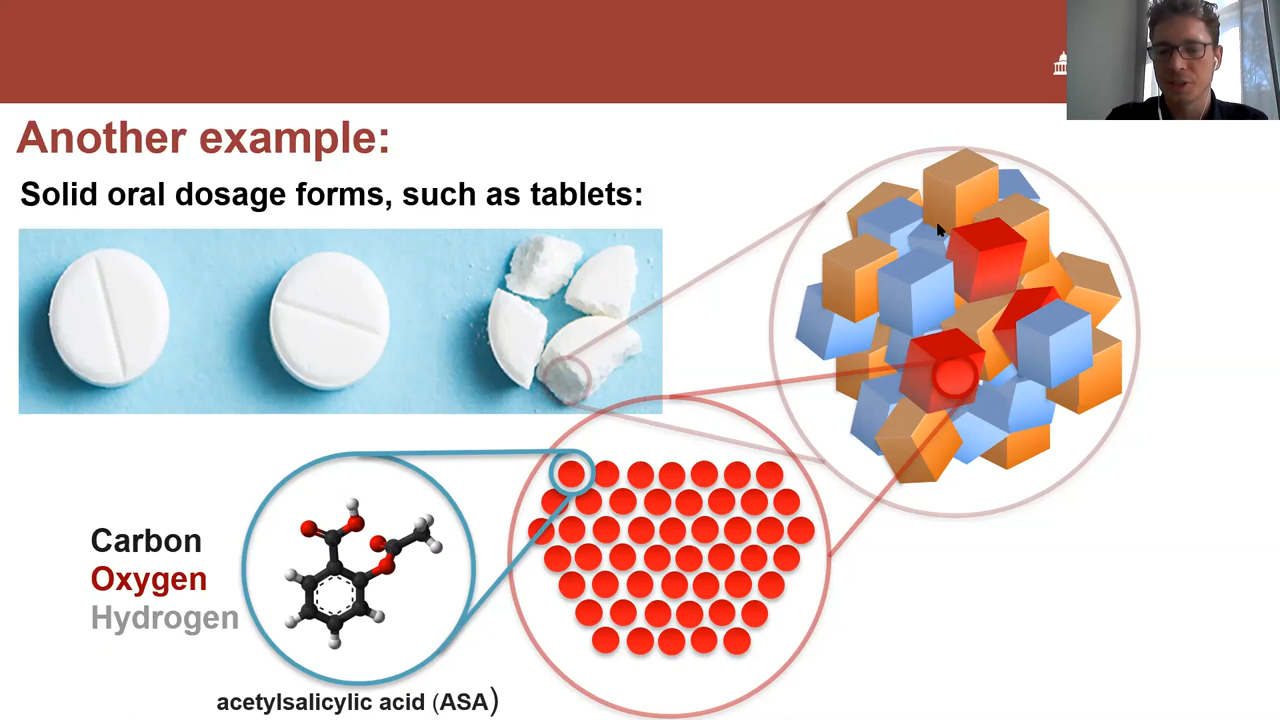 Another example:
Solid oral dosage forms, such as tablets:
Carbon
Oxygen
Hydrogen
acetylsalicylic acid (ASA)